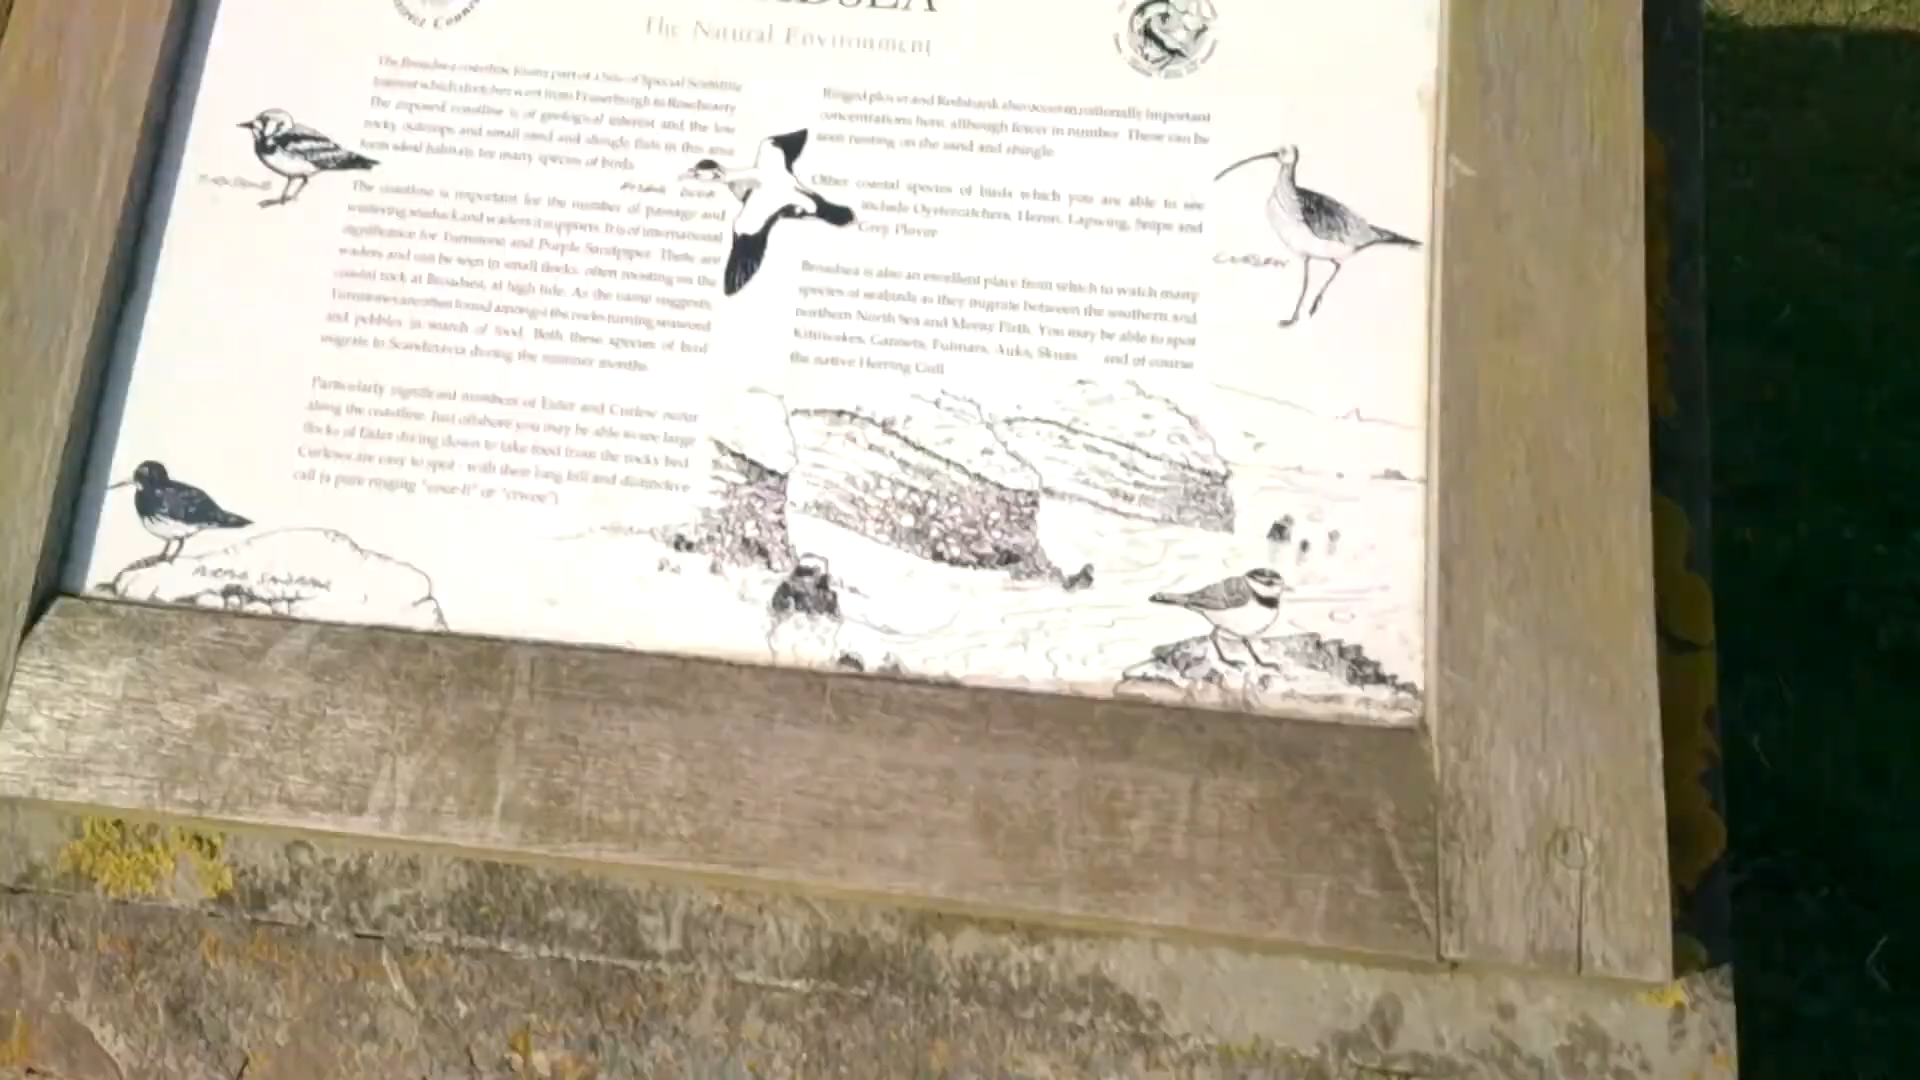 The Natural Environment
The Broadsea coastline forms part of a Site of Special Scientific
Interest which stretches west from Fraserburgh to Rosehearty
The exposed coastline is of geological interest and the low
rocky outcrops and small sand and shingle flats in this area
form ideal habitats for many species of birds.
The coastline is important for the number of passage and
wintering seaduck and waders it supports. It is of international
significance for Turnstone and Purple Sandpiper. These are
waders and can be seen in small flocks, often roosting on the
coastal rock at Broadsea, at high tide. As the name suggests,
Turnstones are often found amongst the rocks turning seaweed
and pebbles in search of food. Both these species of bird
migrate to Scandinavia during the summer months.
Particularly significant numbers of Eider and Curlew occur
along the coastline. Just offshore you may be able to see large
flocks of Eider diving down to take food from the rocky bed
Curlews are easy to spot - with their long bill and distinctive
call (a pure ringing "cour-li" or
Ringed plover and Redshank also occur in nationally important
concentrations here, although fewer in number. These can be
seen running on the sand and shingle.
Other coastal species of birds which you are able to see
include Oystercatchers, Heron, Lapwing, Snipe and
Grey Plover
Broadsea is also an excellent place from which to watch many
species of seabirds as they migrate between the southern and
northern North Sea and Moray Firth. You may be able to spot
Kittiwakes, Gannets, Fulmars, Auks, Skuas and of course
the native Herring Gull
TURNSTONE
CURLEW
PURPLE SANDPIPER